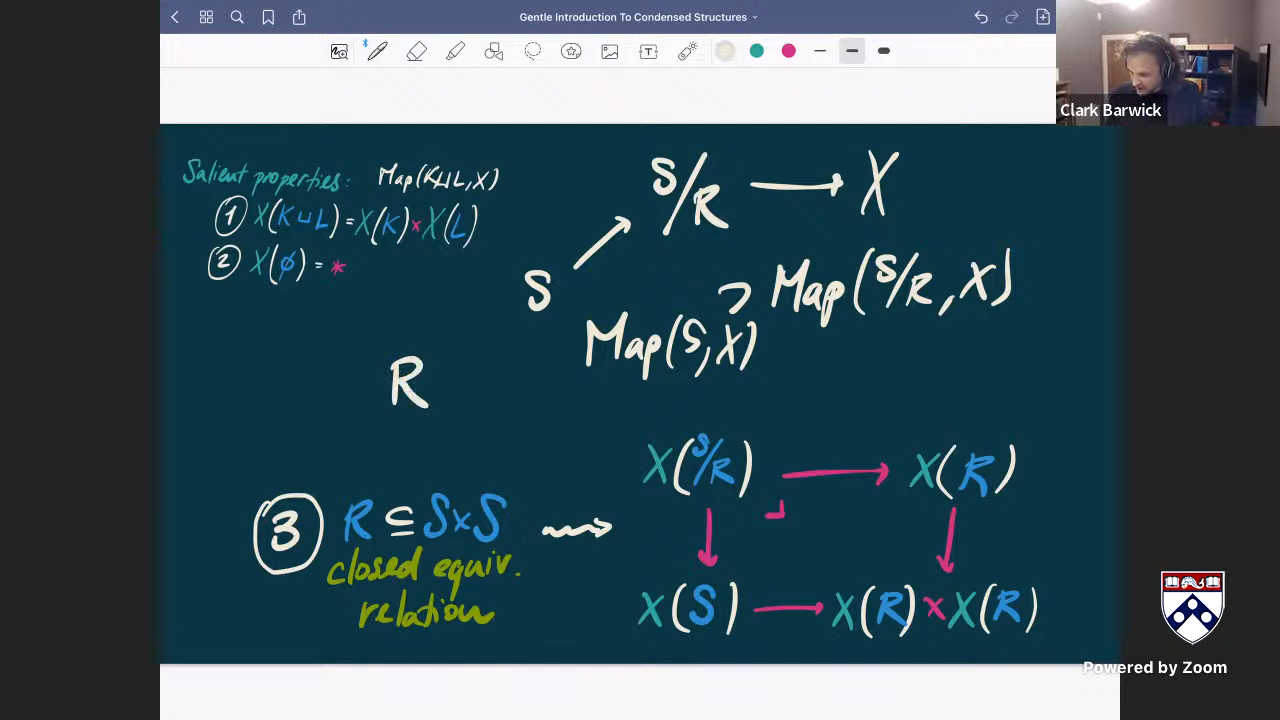 Gentle Introduction To Condensed Structures
Clark Barwick
Salient properties: Map(K⊔L, X)
① X(K⊔L) = X(K) × X(L)
② X(∅) = *
S/R ⟶ X
S
Map(S/R, X)
⊃
Map(S, X)
R
③ R ⊆ S×S ⇝
closed equiv.
relation
X(S/R) ⟶ X(R)
↓ ⌟ ↓
X(S) ⟶ X(R) × X(R)
Powered by Zoom